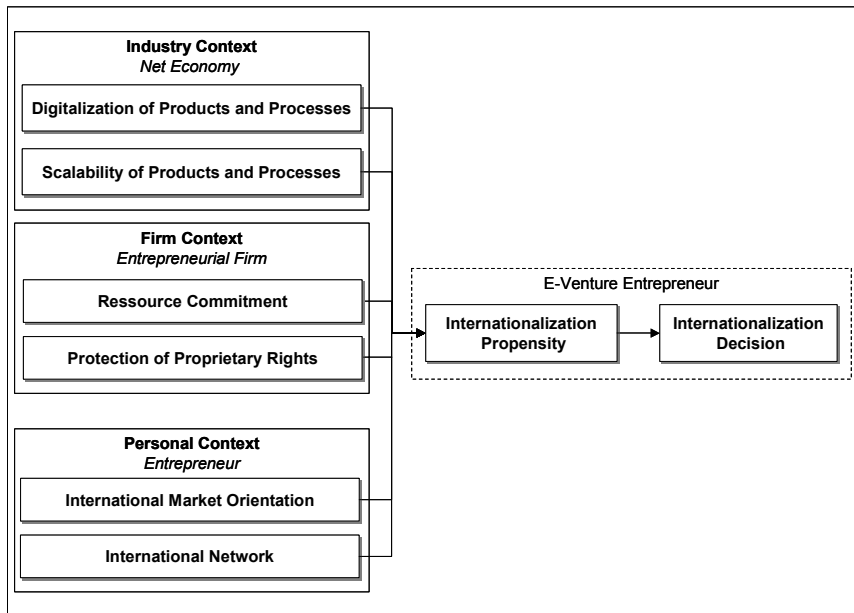 Industry Context
Net Economy
Digitalization of Products and Processes
Scalability of Products and Processes
Firm Context
Entrepreneurial Firm
Ressource Commitment
Protection of Proprietary Rights
Personal Context
Entrepreneur
International Market Orientation
International Network
E-Venture Entrepreneur
Internationalization
Propensity
Internationalization
Decision